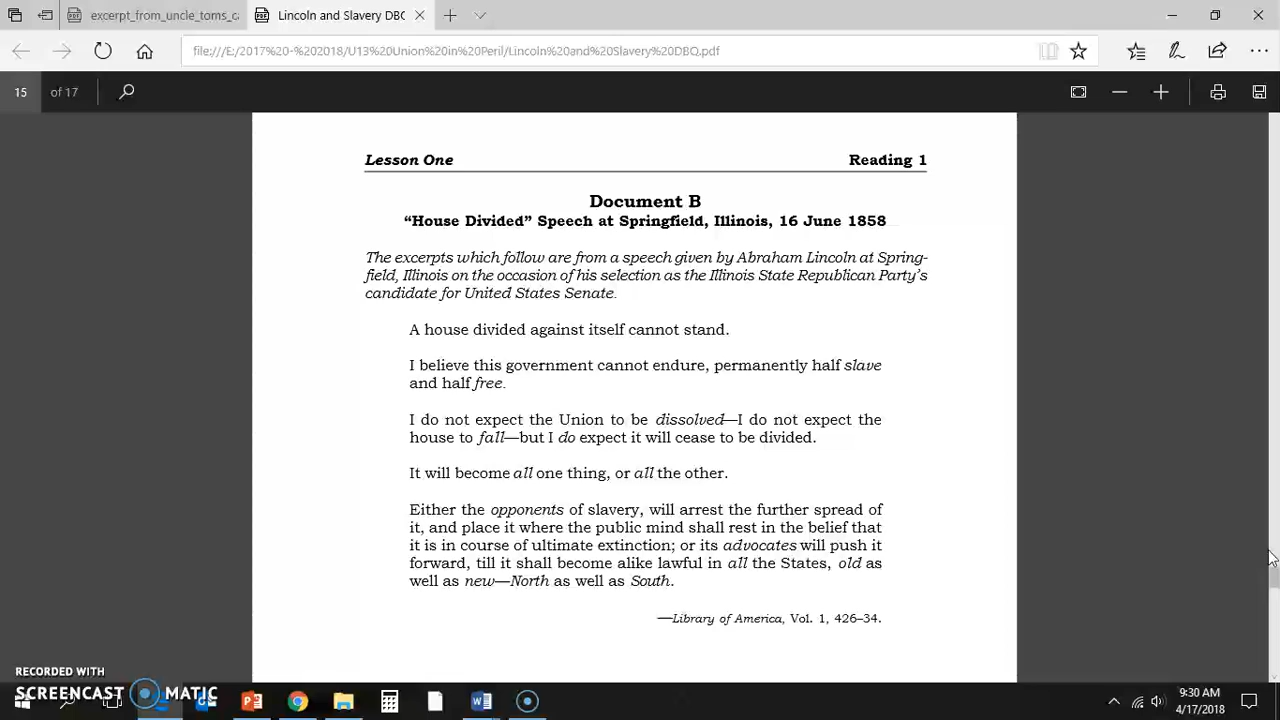 excerpt_from_uncle_toms_ca
Lincoln and Slavery DBQ
file:///E:/2017%20-%202018/U13%20Union%20in%20Peril/Lincoln%20and%20Slavery%20DBQ.pdf
15 of 17
Lesson One Reading 1
Document B
“House Divided” Speech at Springfield, Illinois, 16 June 1858
The excerpts which follow are from a speech given by Abraham Lincoln at Spring-
field, Illinois on the occasion of his selection as the Illinois State Republican Party’s
candidate for United States Senate.
A house divided against itself cannot stand.
I believe this government cannot endure, permanently half slave
and half free.
I do not expect the Union to be dissolved—I do not expect the
house to fall—but I do expect it will cease to be divided.
It will become all one thing, or all the other.
Either the opponents of slavery, will arrest the further spread of
it, and place it where the public mind shall rest in the belief that
it is in course of ultimate extinction; or its advocates will push it
forward, till it shall become alike lawful in all the States, old as
well as new—North as well as South.
—Library of America, Vol. 1, 426–34.
RECORDED WITH
SCREENCAST MATIC
9:30 AM
4/17/2018